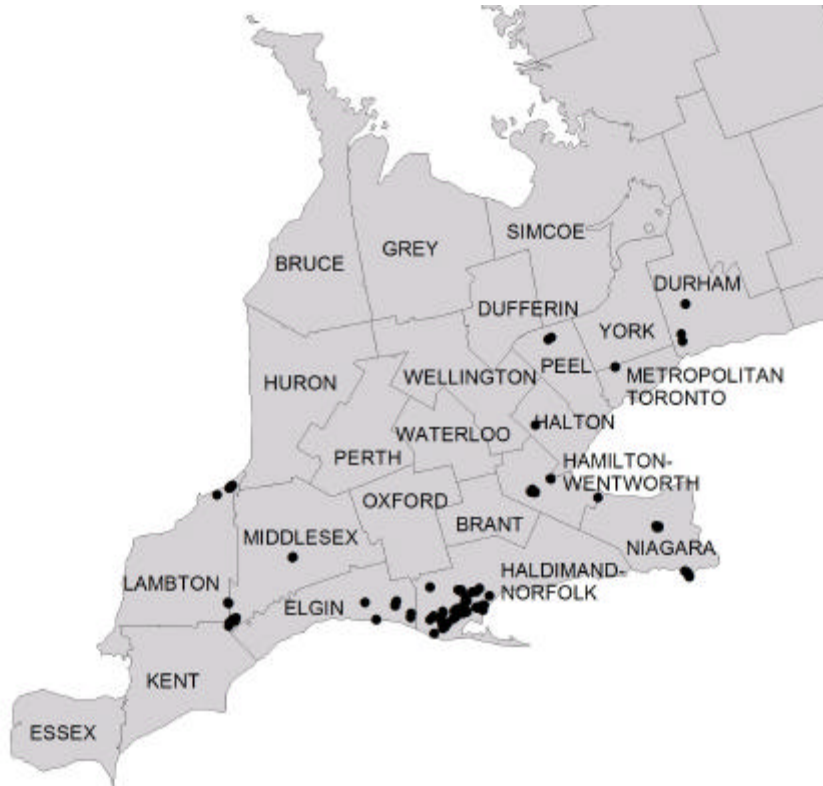 SIMCOE
GREY
BRUCE
DURHAM
DUFFERIN
YORK
PEEL
HURON
WELLINGTON
METROPOLITAN
TORONTO
HALTON
WATERLOO
PERTH
HAMILTON-
WENTWORTH
OXFORD
BRANT
MIDDLESEX
NIAGARA
LAMBTON
HALDIMAND-
NORFOLK
ELGIN
KENT
ESSEX